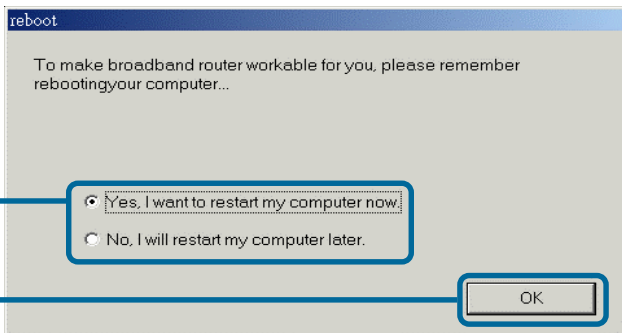 reboot
To make broadband router workable for you, please remember
rebootingyour computer...
Yes, I want to restart my computer now.
No, I will restart my computer later.
OK